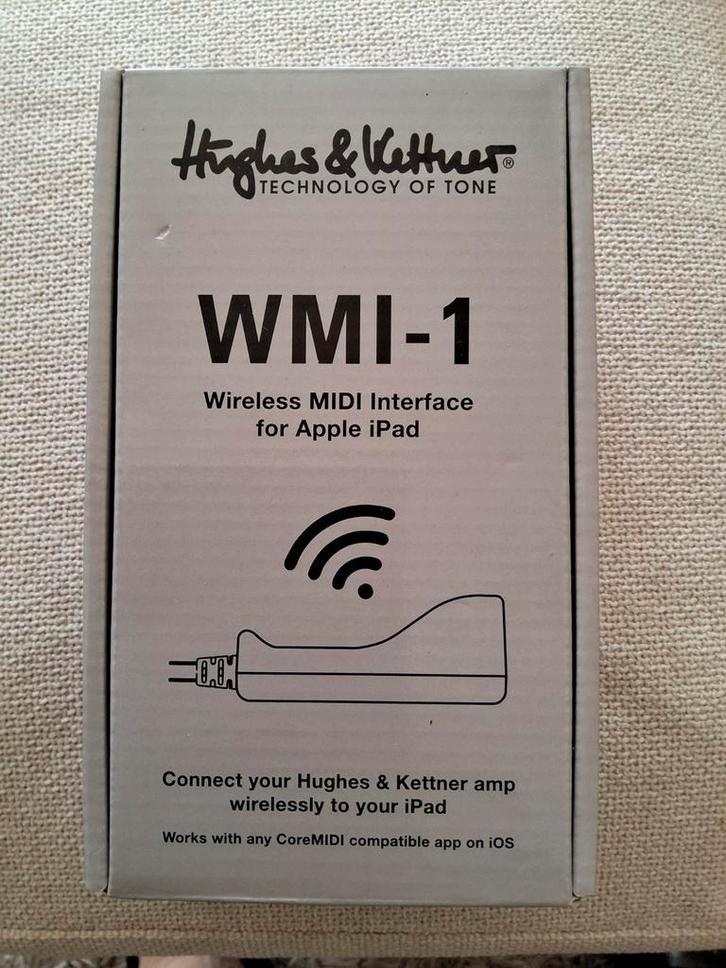 Hughes & Kettner®
TECHNOLOGY OF TONE
WMI-1
Wireless MIDI Interface
for Apple iPad
Connect your Hughes & Kettner amp
wirelessly to your iPad
Works with any CoreMIDI compatible app on iOS